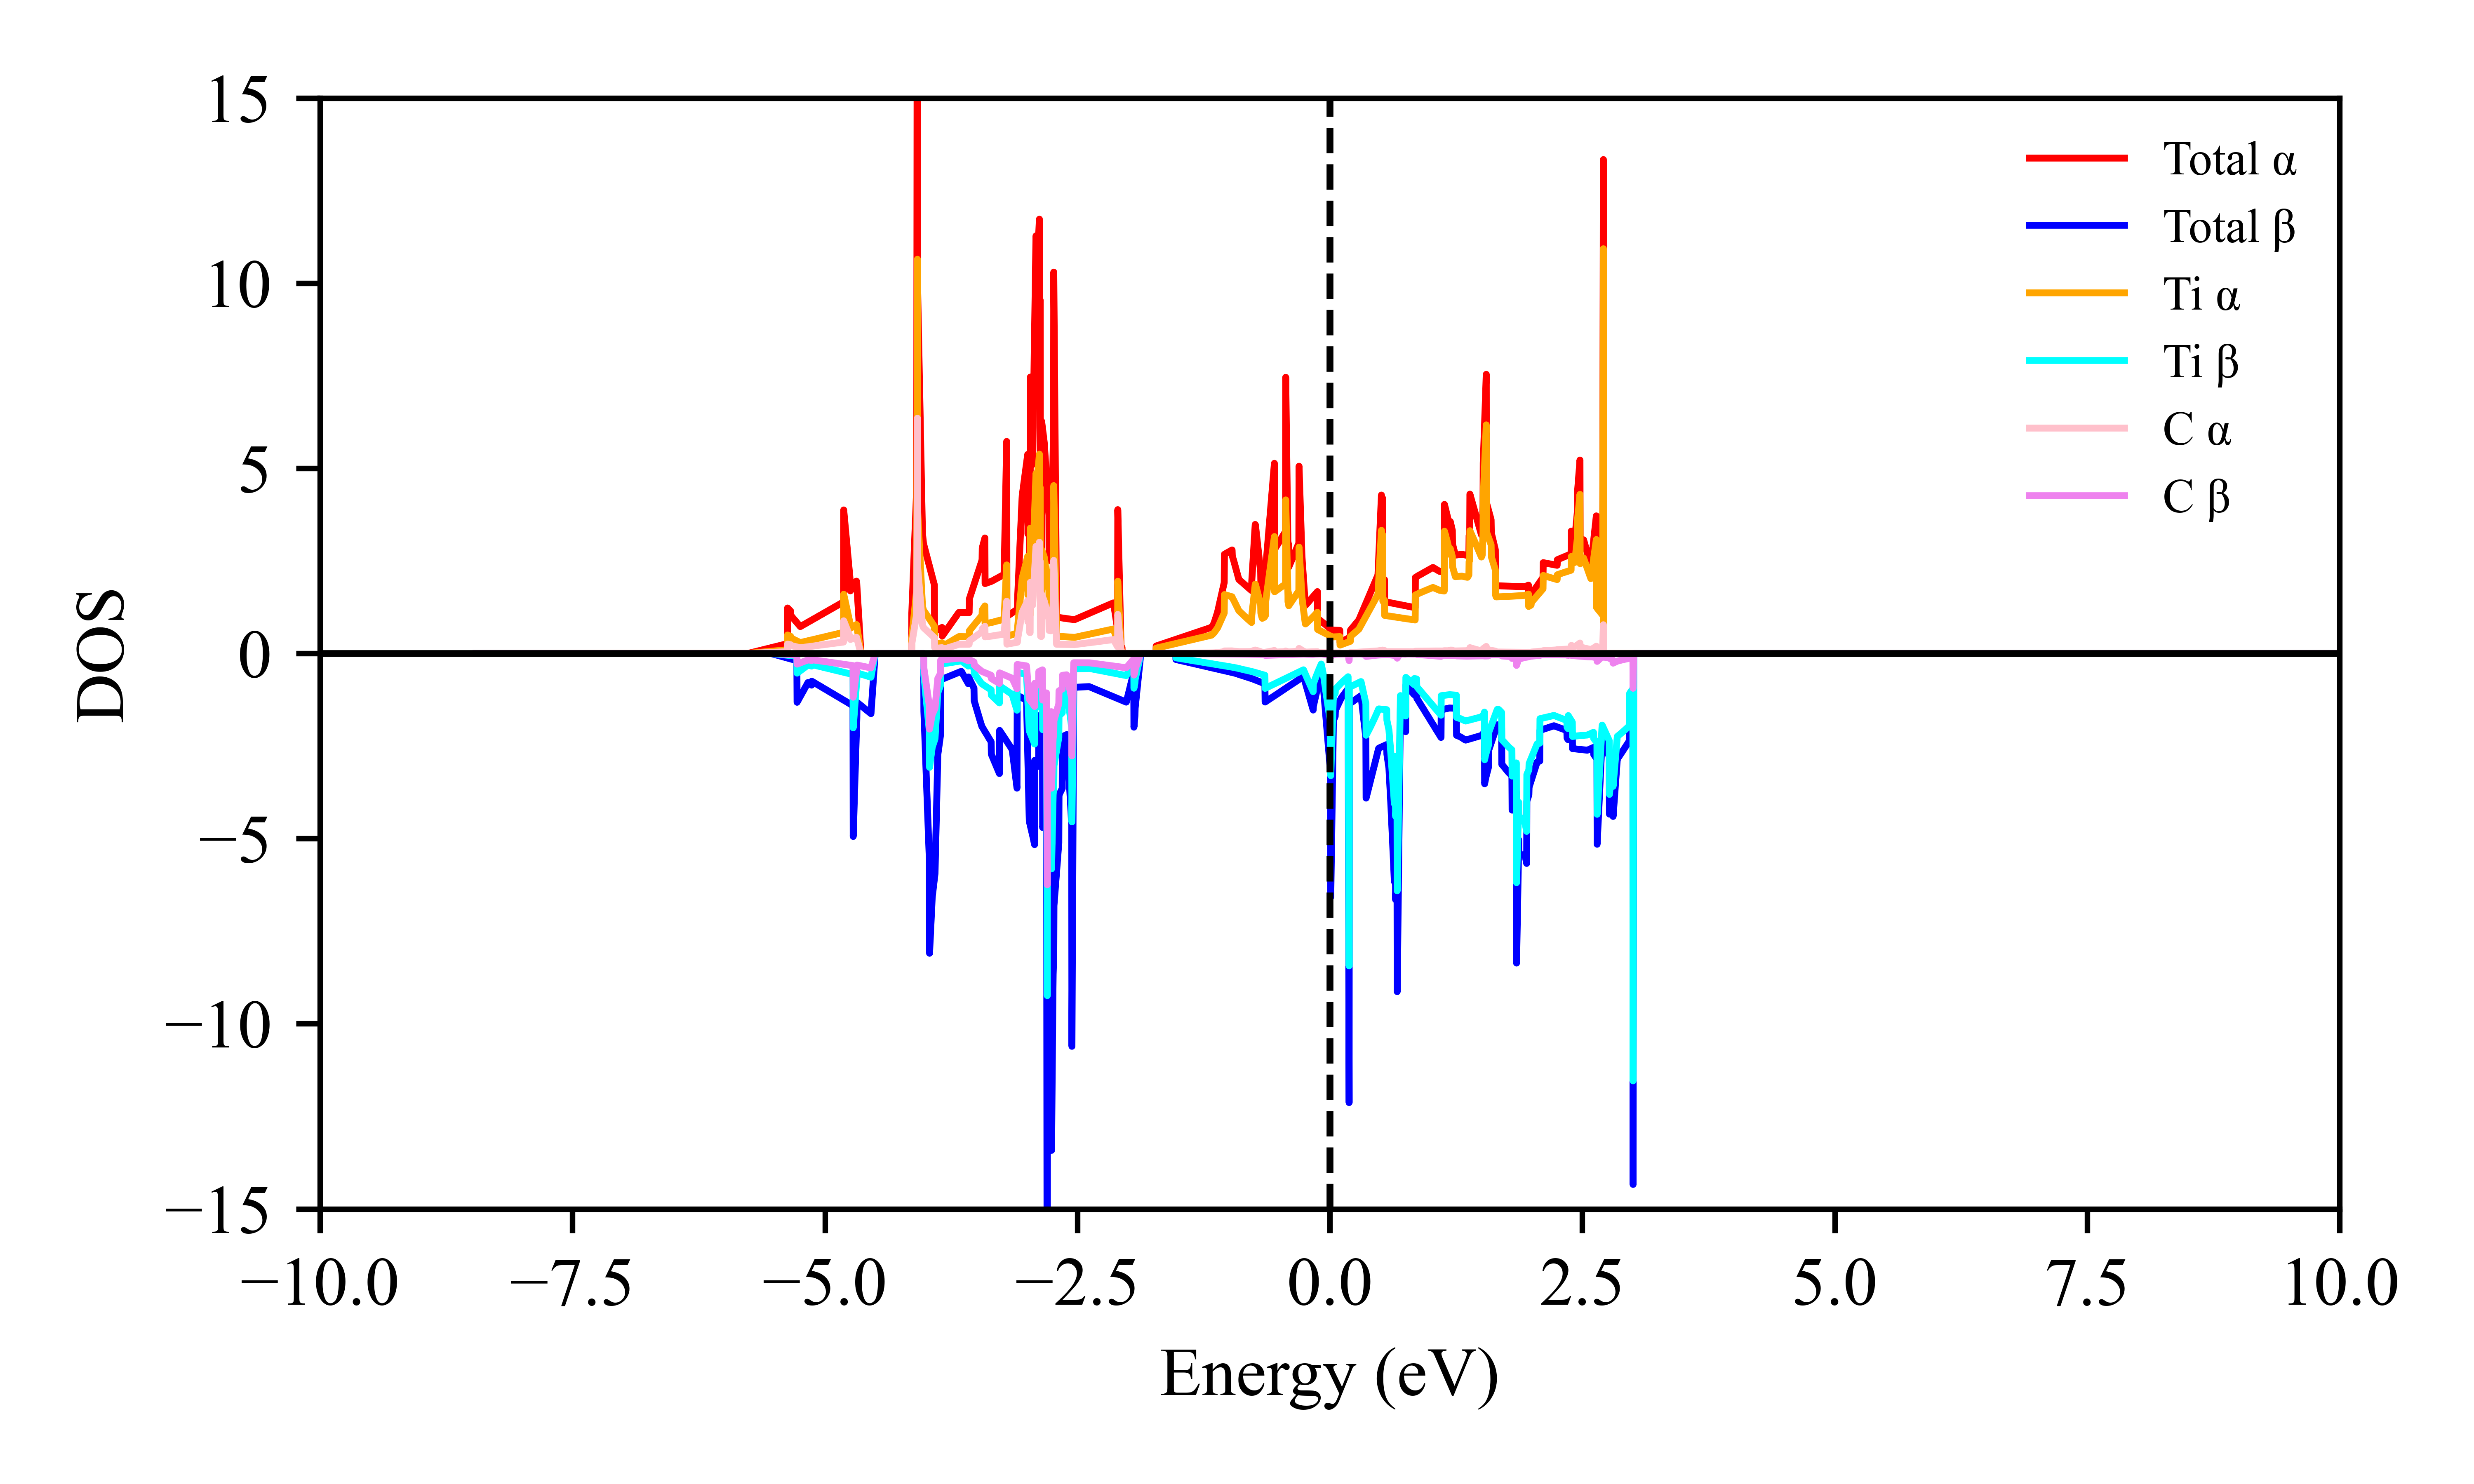 15
10
5
0
−5
−10
−15
DOS
−10.0 −7.5 −5.0 −2.5 0.0 2.5 5.0 7.5 10.0
Energy (eV)
Total α
Total β
Ti α
Ti β
C α
C β